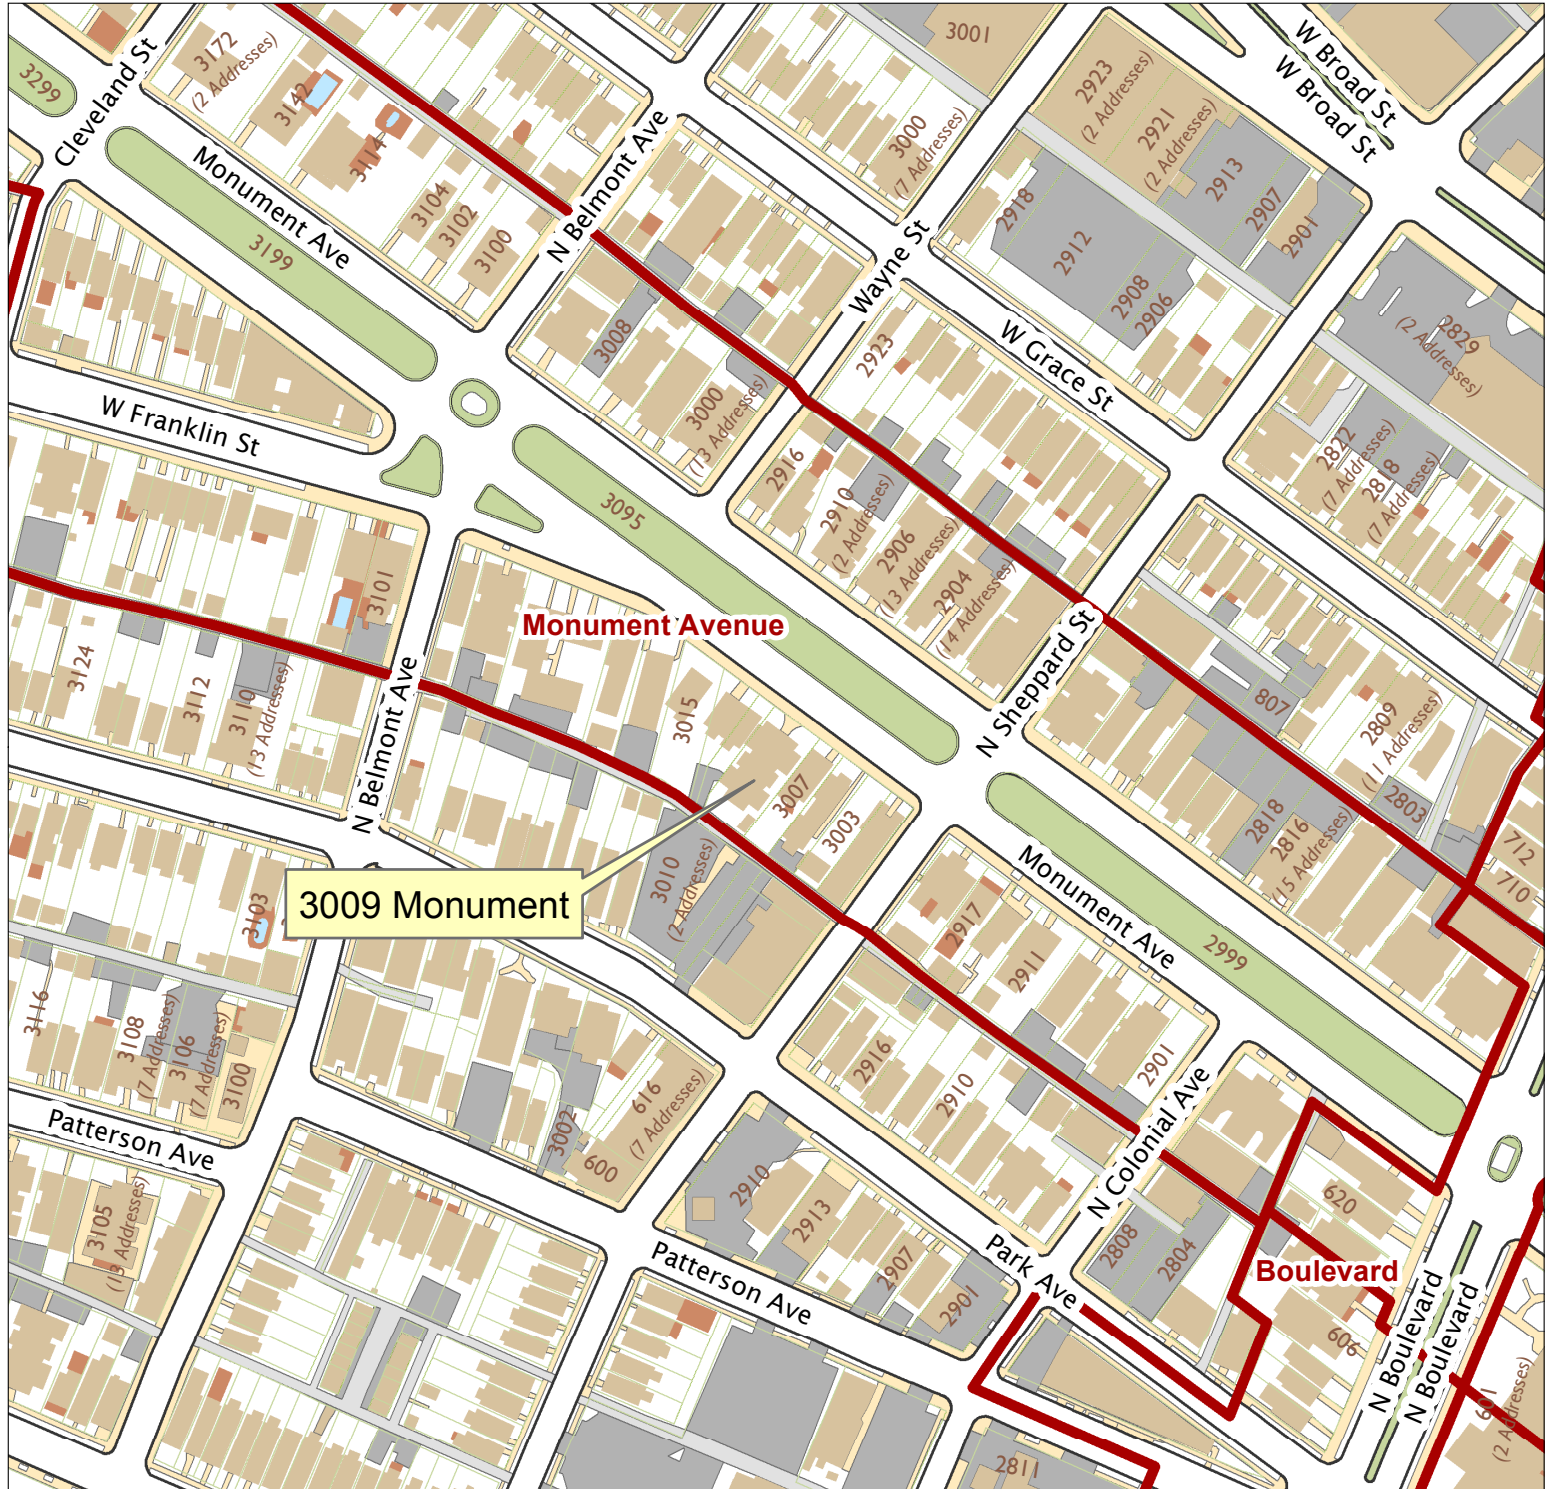 3299
Cleveland St
3172
(2 Addresses)
3142
3114
3001
W Broad St
W Broad St
2923
(2 Addresses)
2921
(2 Addresses)
2913
2907
2901
3000
(7 Addresses)
Monument Ave
3199
3104
3102
3100
N Belmont Ave
2918
2912
2908
2906
Wayne St
W Grace St
2829
(2 Addresses)
3008
2923
3000
(13 Addresses)
W Franklin St
2822
(7 Addresses)
2818
(7 Addresses)
2916
2910
(2 Addresses)
2906
(13 Addresses)
2904
(14 Addresses)
3095
3101
Monument Avenue
N Sheppard St
3124
3112
3110
(13 Addresses)
N Belmont Ave
3015
807
2809
(11 Addresses)
2803
3007
3003
2818
2816
(15 Addresses)
712
710
3009 Monument
3010
(2 Addresses)
3103
Monument Ave
2917
2911
2999
3116
3108
(7 Addresses)
3106
(7 Addresses)
3100
2916
2910
2901
3002
616
(7 Addresses)
600
N Colonial Ave
Patterson Ave
3105
(13 Addresses)
2910
2913
2907
2901
Park Ave
2808
2804
620
Boulevard
606
Patterson Ave
N Boulevard
N Boulevard
601
(2 Addresses)
2811